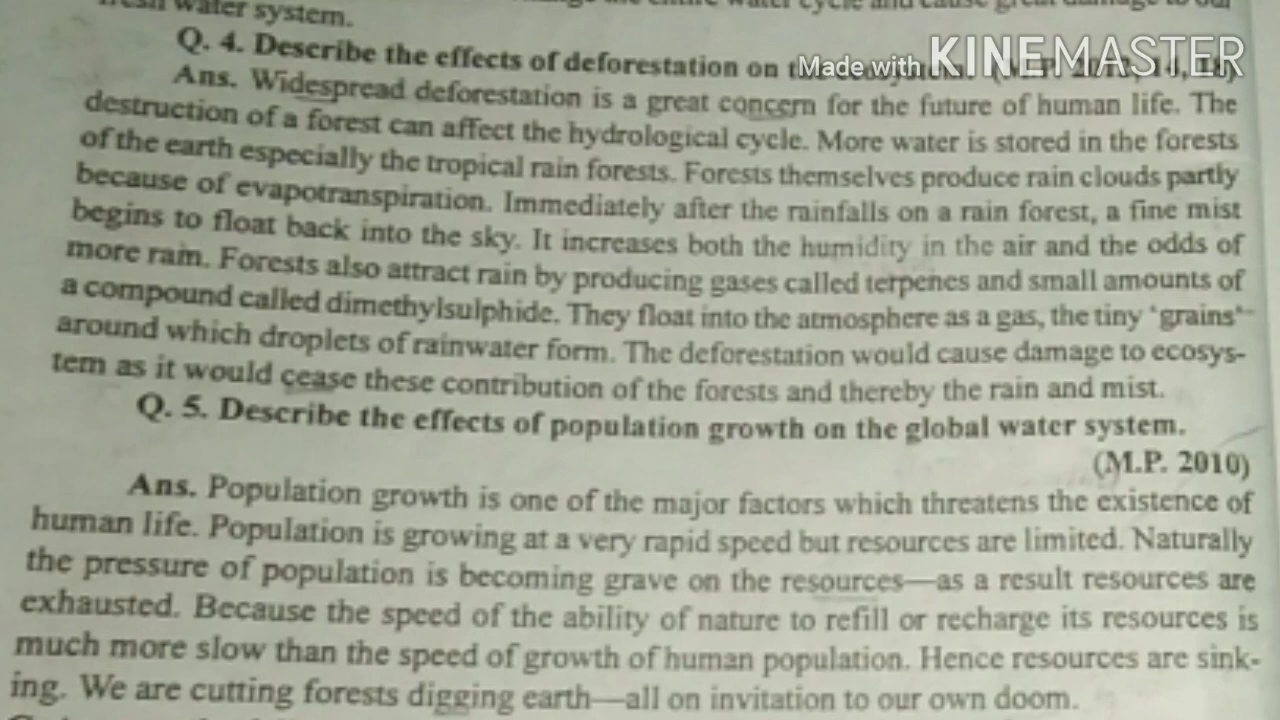 fresh water system.
Q. 4. Describe the effects of deforestation on
Made with KINEMASTER
Ans. Widespread deforestation is a great concern for the future of human life. The
destruction of a forest can affect the hydrological cycle. More water is stored in the forests
of the earth especially the tropical rain forests. Forests themselves produce rain clouds partly
because of evapotranspiration. Immediately after the rainfalls on a rain forest, a fine mist
begins to float back into the sky. It increases both the humidity in the air and the odds of
more rain. Forests also attract rain by producing gases called terpenes and small amounts of
a compound called dimethylsulphide. They float into the atmosphere as a gas, the tiny 'grains'
around which droplets of rainwater form. The deforestation would cause damage to ecosys-
tem as it would cease these contribution of the forests and thereby the rain and mist.
Q. 5. Describe the effects of population growth on the global water system.
(M.P. 2010)
Ans. Population growth is one of the major factors which threatens the existence of
human life. Population is growing at a very rapid speed but resources are limited. Naturally
the pressure of population is becoming grave on the resources—as a result resources are
exhausted. Because the speed of the ability of nature to refill or recharge its resources is
much more slow than the speed of growth of human population. Hence resources are sink-
ing. We are cutting forests digging earth—all on invitation to our own doom.